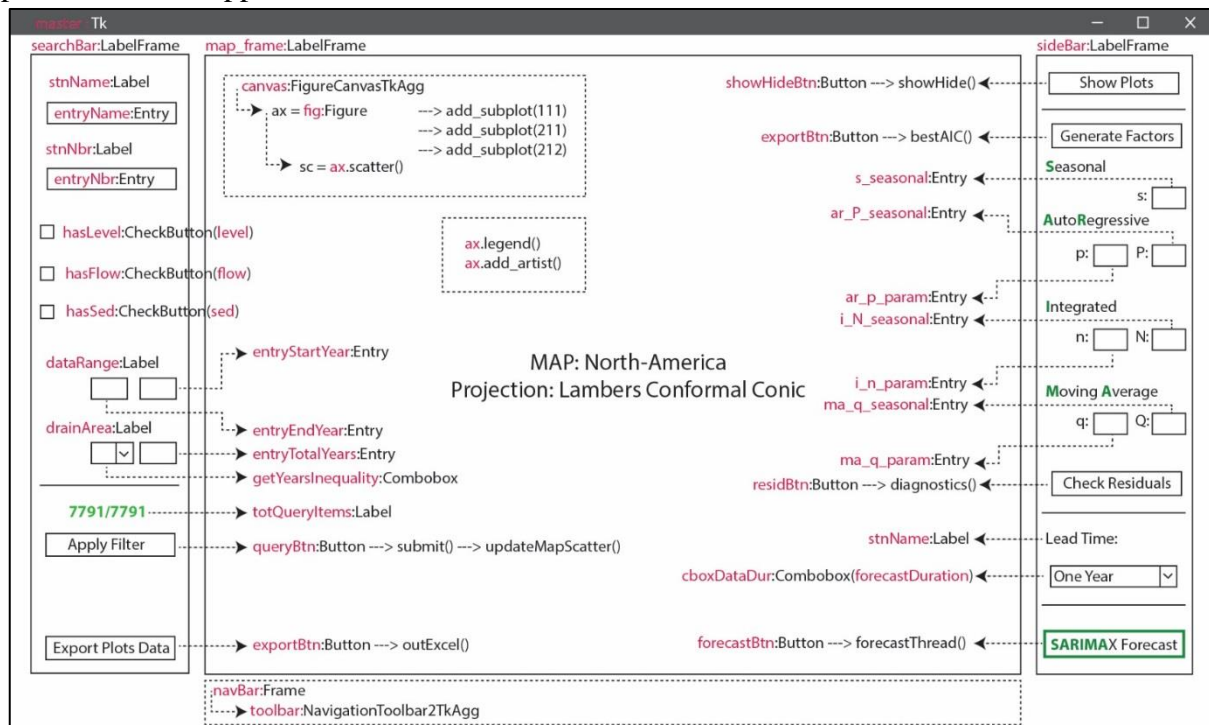 master: Tk
searchBar:LabelFrame
stnName:Label
entryName:Entry
stnNbr:Label
entryNbr:Entry
hasLevel:CheckButton(level)
hasFlow:CheckButton(flow)
hasSed:CheckButton(sed)
dataRange:Label
drainArea:Label
7791/7791
Apply Filter
Export Plots Data
map_frame:LabelFrame
canvas:FigureCanvasTkAgg
ax = fig:Figure ---> add_subplot(111)
---> add_subplot(211)
---> add_subplot(212)
sc = ax.scatter()
ax.legend()
ax.add_artist()
MAP: North-America
Projection: Lambers Conformal Conic
entryStartYear:Entry
entryEndYear:Entry
entryTotalYears:Entry
getYearsInequality:Combobox
totQueryItems:Label
queryBtn:Button ---> submit() ---> updateMapScatter()
exportBtn:Button ---> outExcel()
showHideBtn:Button ---> showHide()
exportBtn:Button ---> bestAIC()
s_seasonal:Entry
ar_P_seasonal:Entry
ar_p_param:Entry
i_N_seasonal:Entry
i_n_param:Entry
ma_q_seasonal:Entry
ma_q_param:Entry
residBtn:Button ---> diagnostics()
stnName:Label
cboxDataDur:Combobox(forecastDuration)
forecastBtn:Button ---> forecastThread()
sideBar:LabelFrame
Show Plots
Generate Factors
Seasonal
s:
AutoRegressive
p: P:
Integrated
n: N:
Moving Average
q: Q:
Check Residuals
Lead Time:
One Year
SARIMAX Forecast
navBar:Frame
toolbar:NavigationToolbar2TkAgg